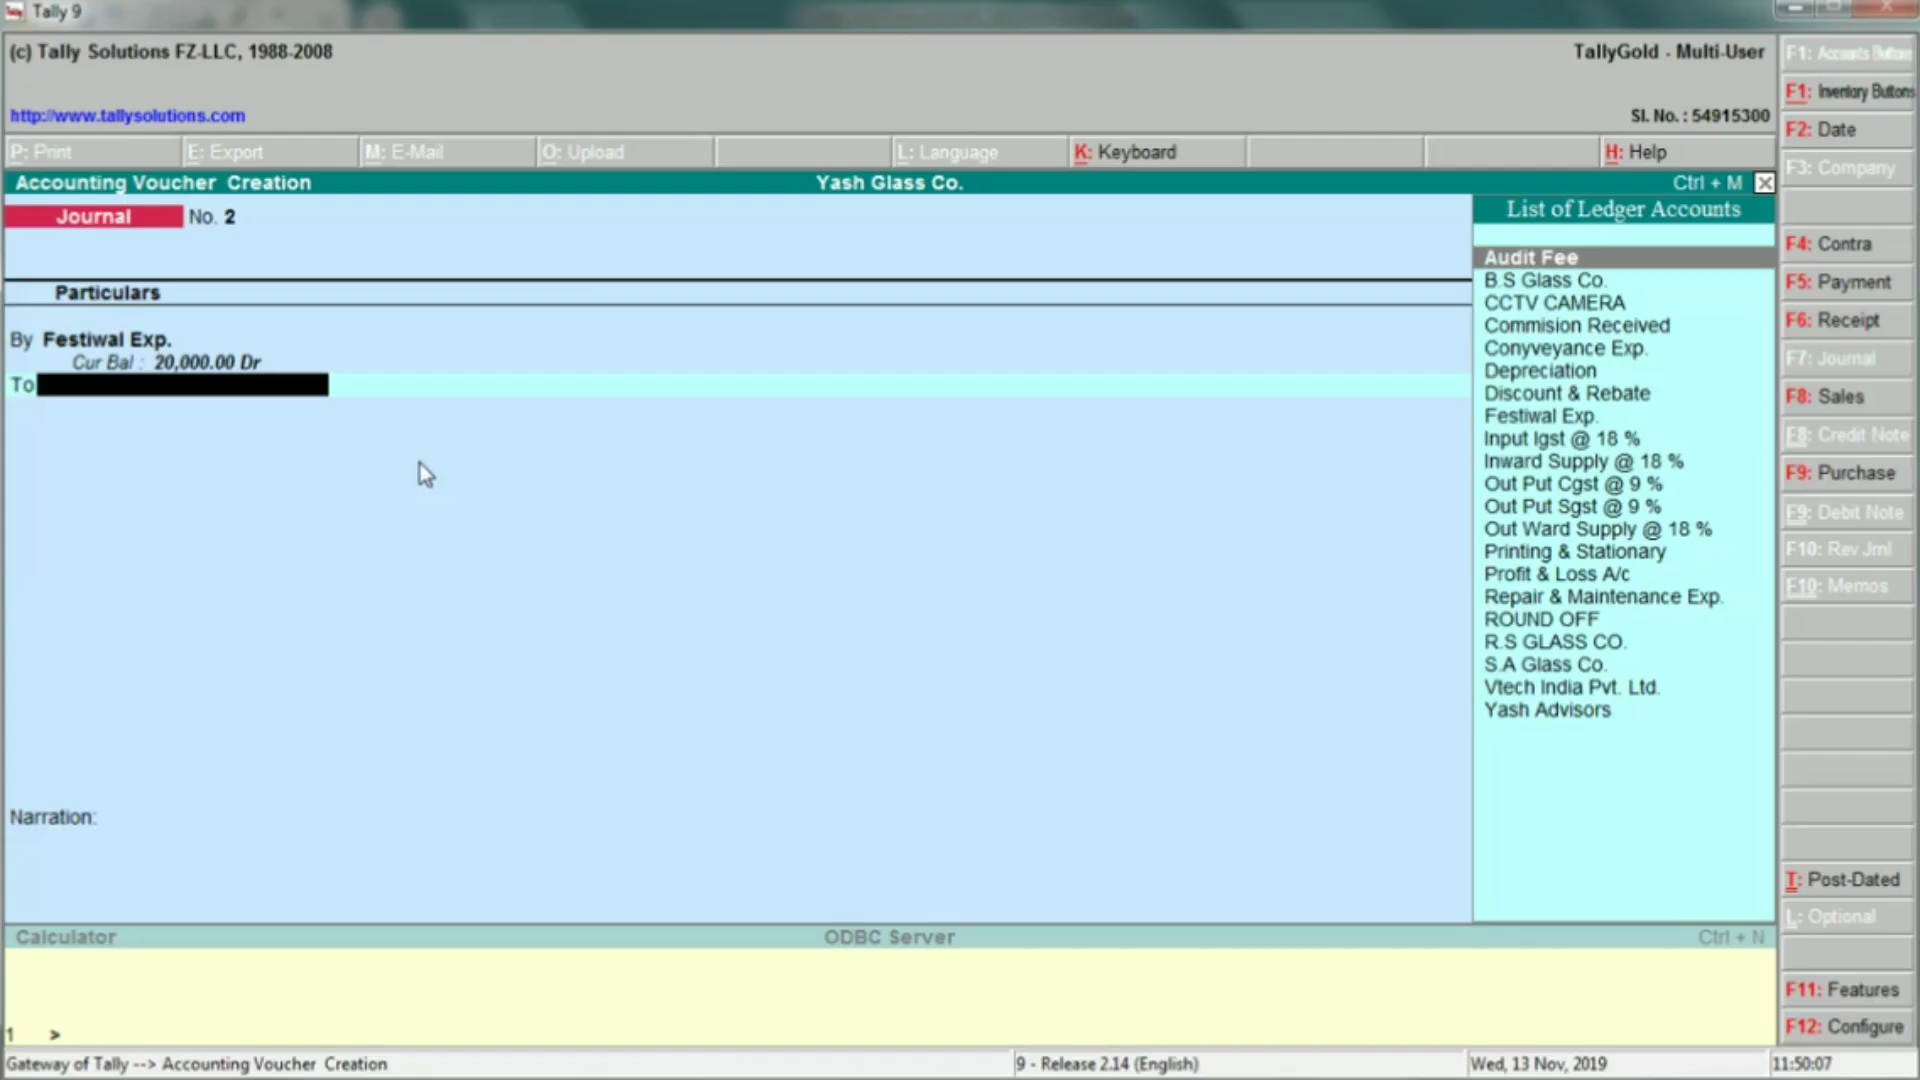 Tally 9
(c) Tally Solutions FZ-LLC, 1988-2008
TallyGold - Multi-User
http://www.tallysolutions.com
Sl. No. : 54915300
P: Print
E: Export
M: E-Mail
O: Upload
L: Language
K: Keyboard
H: Help
Accounting Voucher Creation
Yash Glass Co.
Ctrl + M
Journal No. 2
Particulars
By Festiwal Exp.
Cur Bal : 20,000.00 Dr
To
Narration:
List of Ledger Accounts
Audit Fee
B.S Glass Co.
CCTV CAMERA
Commision Received
Conyveyance Exp.
Depreciation
Discount & Rebate
Festiwal Exp.
Input Igst @ 18 %
Inward Supply @ 18 %
Out Put Cgst @ 9 %
Out Put Sgst @ 9 %
Out Ward Supply @ 18 %
Printing & Stationary
Profit & Loss A/c
Repair & Maintenance Exp.
ROUND OFF
R.S GLASS CO.
S.A Glass Co.
Vtech India Pvt. Ltd.
Yash Advisors
F1: Accounts Buttons
F1: Inventory Buttons
F2: Date
F3: Company
F4: Contra
F5: Payment
F6: Receipt
F7: Journal
F8: Sales
F8: Credit Note
F9: Purchase
F9: Debit Note
F10: Rev Jrnl
F10: Memos
T: Post-Dated
L: Optional
F11: Features
F12: Configure
Calculator
ODBC Server
Ctrl + N
1 >
Gateway of Tally --> Accounting Voucher Creation
9 - Release 2.14 (English)
Wed, 13 Nov, 2019
11:50:07